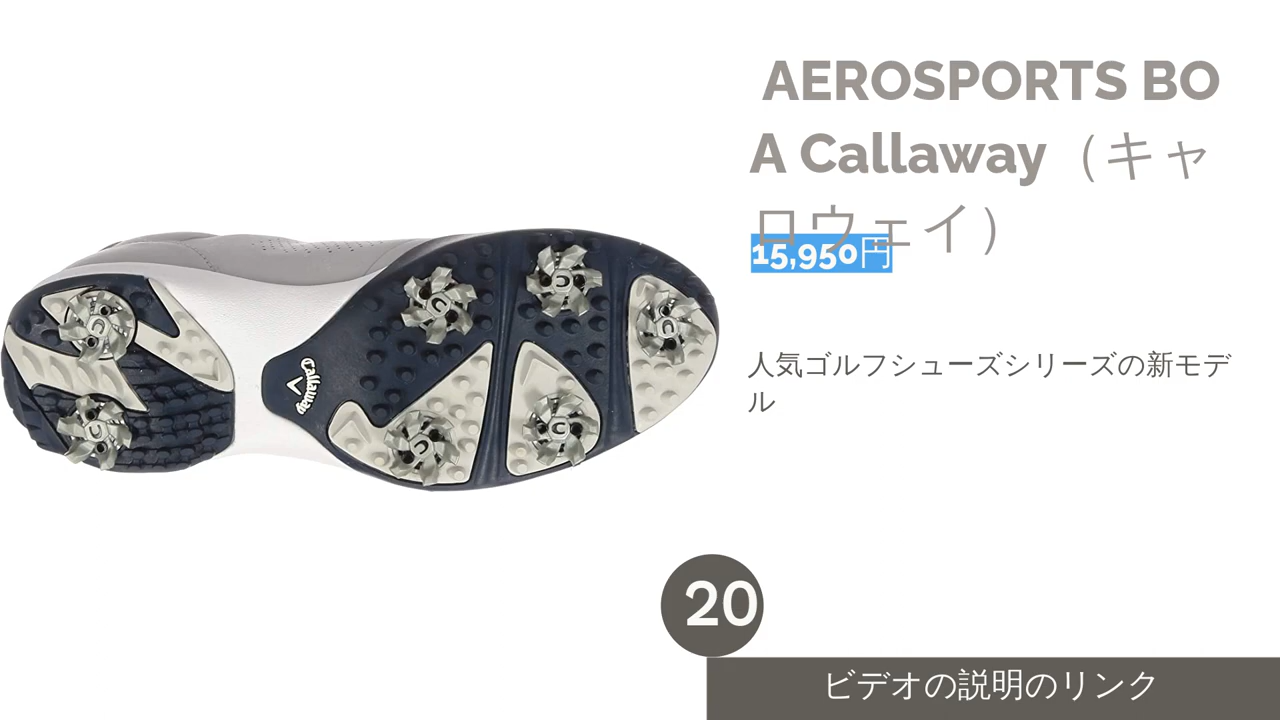 AEROSPORTS BO
A Callaway（キャ
ロウェイ）
15,950円
人気ゴルフシューズシリーズの新モデ
ル
Callaway
20
ビデオの説明のリンク